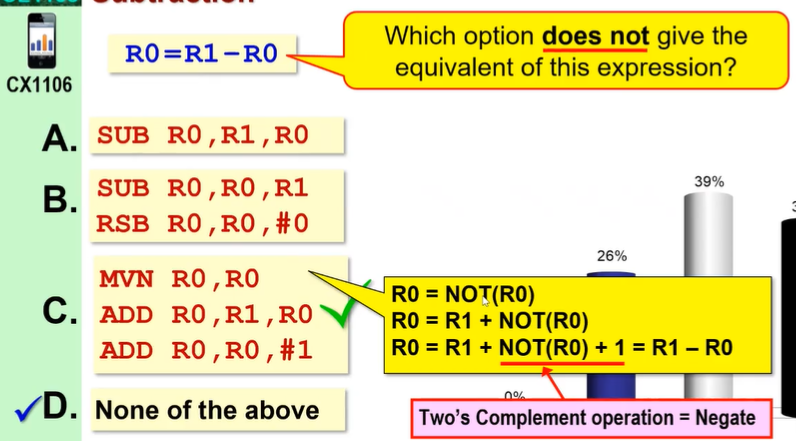 Subtraction
CX1106
R0=R1-R0
Which option does not give the
equivalent of this expression?
A.
SUB R0,R1,R0
B.
SUB R0,R0,R1
RSB R0,R0,#0
C.
MVN R0,R0
ADD R0,R1,R0
ADD R0,R0,#1
R0 = NOT(R0)
R0 = R1 + NOT(R0)
R0 = R1 + NOT(R0) + 1 = R1 – R0
D.
None of the above
Two's Complement operation = Negate
0%
26%
39%